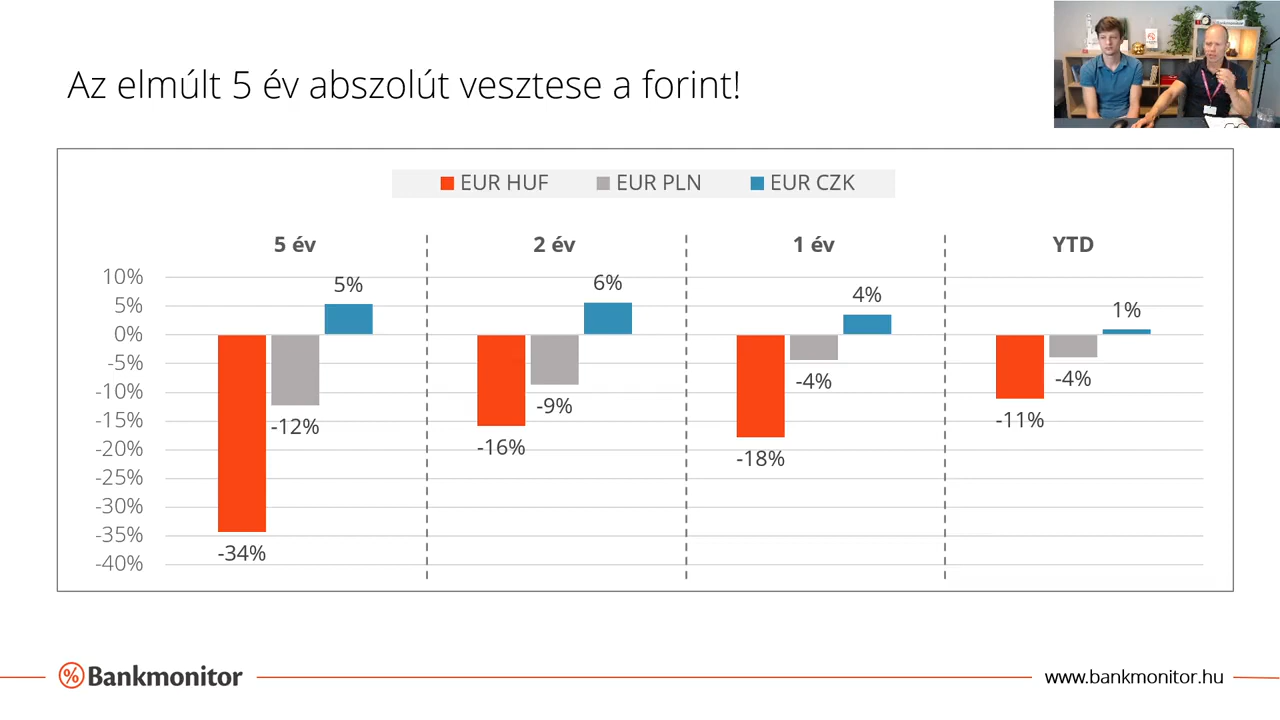 Az elmúlt 5 év abszolút vesztese a forint!
EUR HUF EUR PLN EUR CZK
5 év 2 év 1 év YTD
10%
5%
0%
-5%
-10%
-15%
-20%
-25%
-30%
-35%
-40%
5% 6% 4% 1%
-34% -12% -16% -9% -18% -4% -11% -4%
% Bankmonitor
www.bankmonitor.hu
Bankmonitor